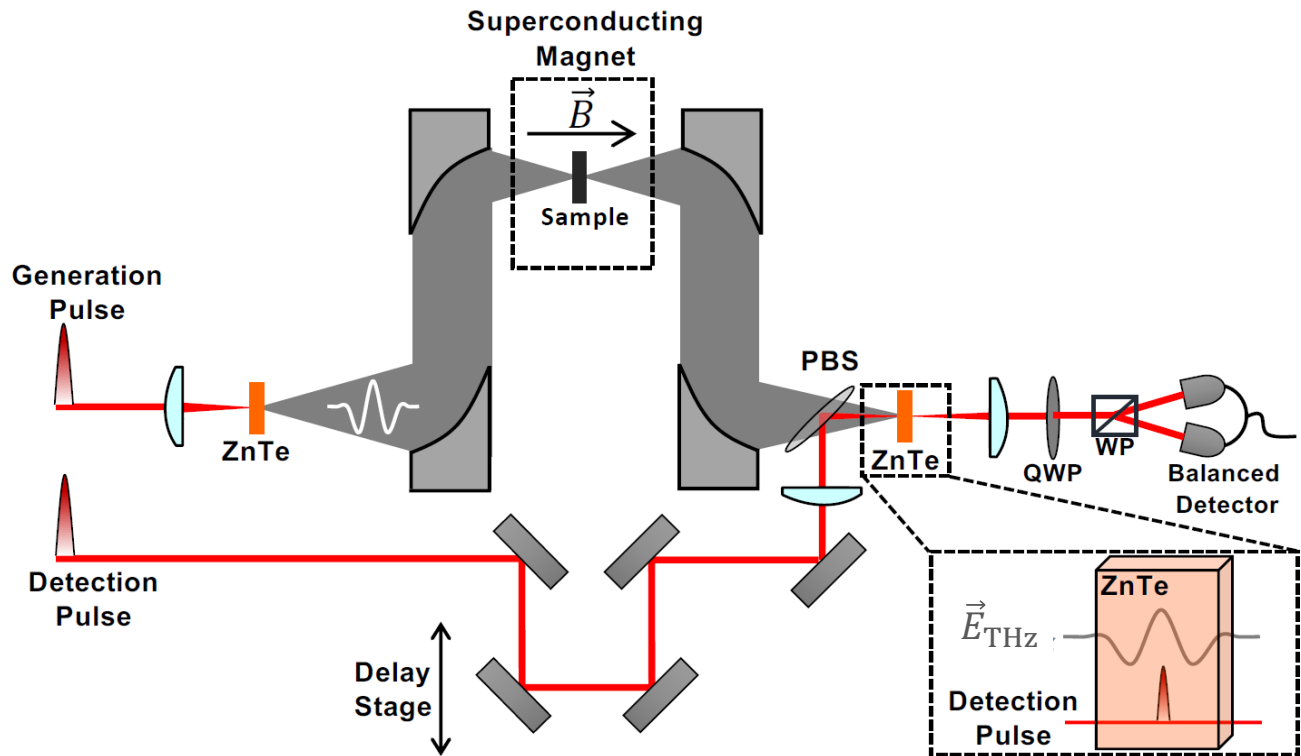 Superconducting
Magnet
B
Sample
Generation
Pulse
ZnTe
PBS
ZnTe
QWP
WP
Balanced
Detector
Detection
Pulse
Delay
Stage
ZnTe
E THz
Detection
Pulse